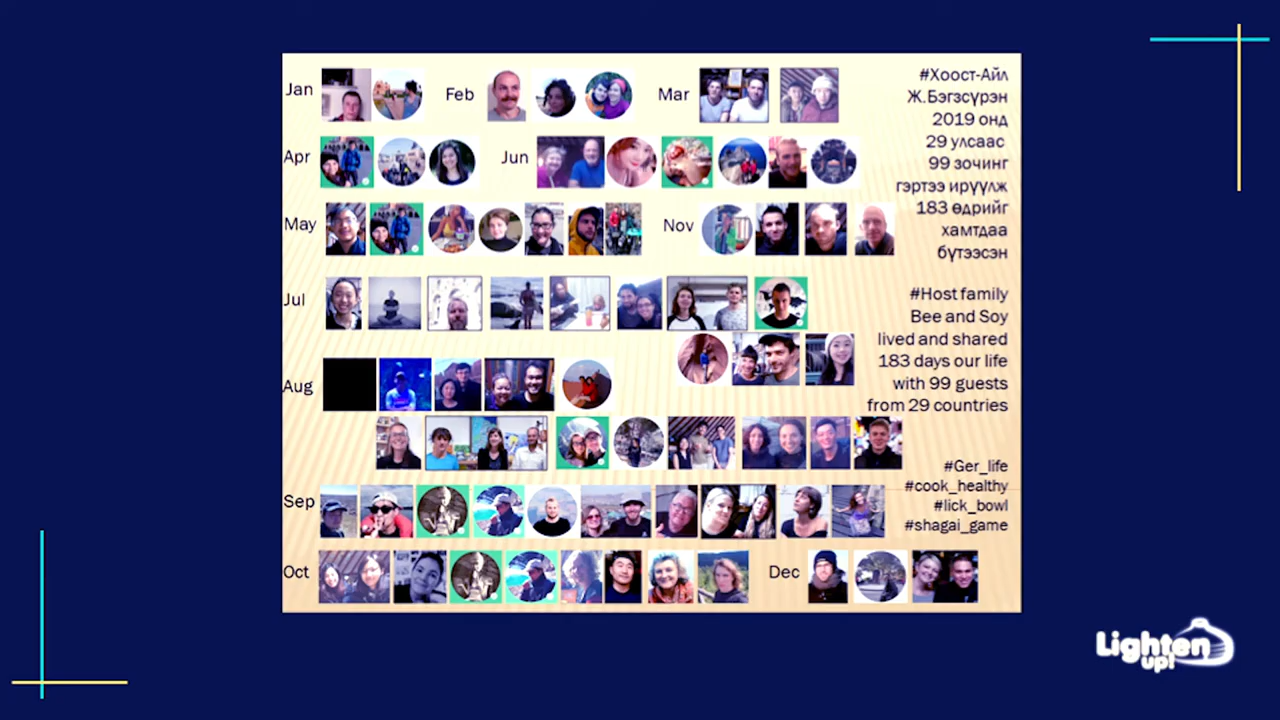 Jan
Feb
Mar
Apr
Jun
May
Nov
Jul
Aug
Sep
Oct
Dec
#Хоост-Айл
Ж.Бэгзсүрэн
2019 онд
29 улсаас
99 зочинг
гэртээ ирүүлж
183 өдрийг
хамтдаа
бүтээсэн
#Host family
Bee and Soy
lived and shared
183 days our life
with 99 guests
from 29 countries
#Ger_life
#cook_healthy
#lick_bowl
#shagai_game
Lighten
up!